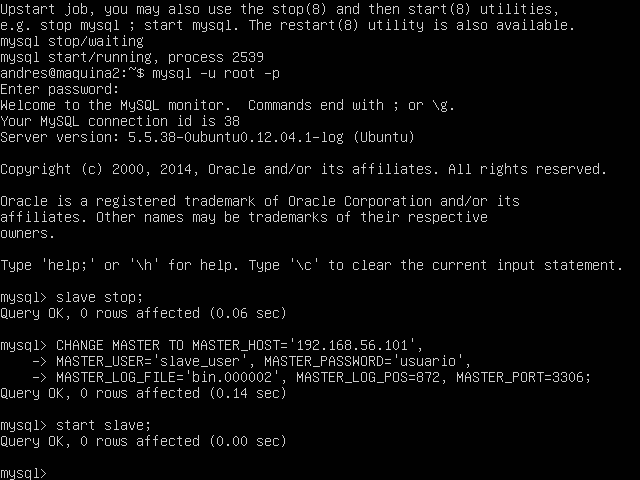 Upstart job, you may also use the stop(8) and then start(8) utilities,
e.g. stop mysql ; start mysql. The restart(8) utility is also available.
mysql stop/waiting
mysql start/running, process 2539
andres@maquina2:~$ mysql -u root -p
Enter password:
Welcome to the MySQL monitor.  Commands end with ; or \g.
Your MySQL connection id is 38
Server version: 5.5.38-0ubuntu0.12.04.1-log (Ubuntu)
Copyright (c) 2000, 2014, Oracle and/or its affiliates. All rights reserved.
Oracle is a registered trademark of Oracle Corporation and/or its
affiliates. Other names may be trademarks of their respective
owners.
Type 'help;' or '\h' for help. Type '\c' to clear the current input statement.
mysql> slave stop;
Query OK, 0 rows affected (0.06 sec)
mysql> CHANGE MASTER TO MASTER_HOST='192.168.56.101',
    -> MASTER_USER='slave_user', MASTER_PASSWORD='usuario',
    -> MASTER_LOG_FILE='bin.000002', MASTER_LOG_POS=872, MASTER_PORT=3306;
Query OK, 0 rows affected (0.14 sec)
mysql> start slave;
Query OK, 0 rows affected (0.00 sec)
mysql>